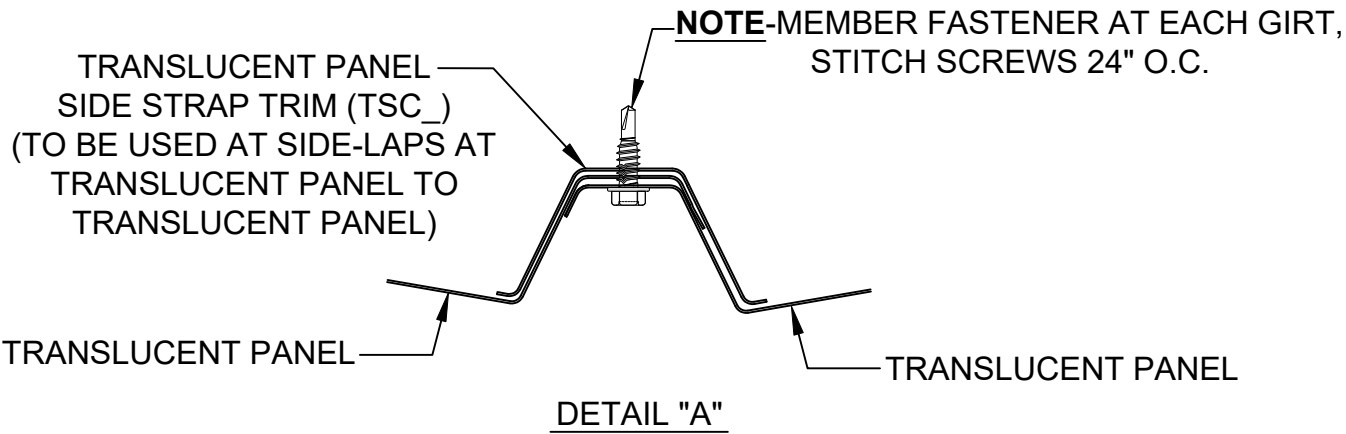 NOTE-MEMBER FASTENER AT EACH GIRT,
STITCH SCREWS 24" O.C.
TRANSLUCENT PANEL
SIDE STRAP TRIM (TSC_)
(TO BE USED AT SIDE-LAPS AT
TRANSLUCENT PANEL TO
TRANSLUCENT PANEL)
TRANSLUCENT PANEL
TRANSLUCENT PANEL
DETAIL "A"